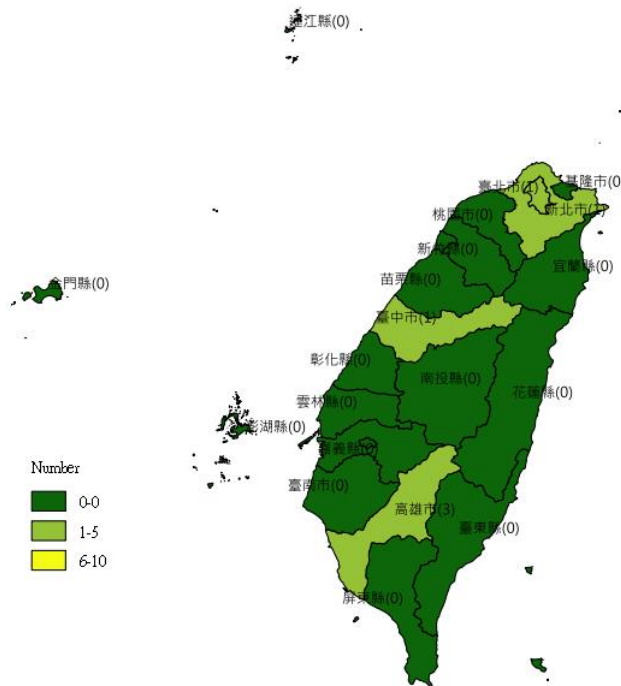 連江縣(0)
臺北市(1)
基隆市(0
新北市(1)
桃園市(0)
新竹縣(0)
宜蘭縣(0)
苗栗縣(0)
金門縣(0)
臺中市(1)
彰化縣(0)
南投縣(0)
花蓮縣(0)
雲林縣(0)
澎湖縣(0)
嘉義縣(0)
臺南市(0)
高雄市(3)
臺東縣(0)
屏東縣(0)
Number
0-0
1-5
6-10